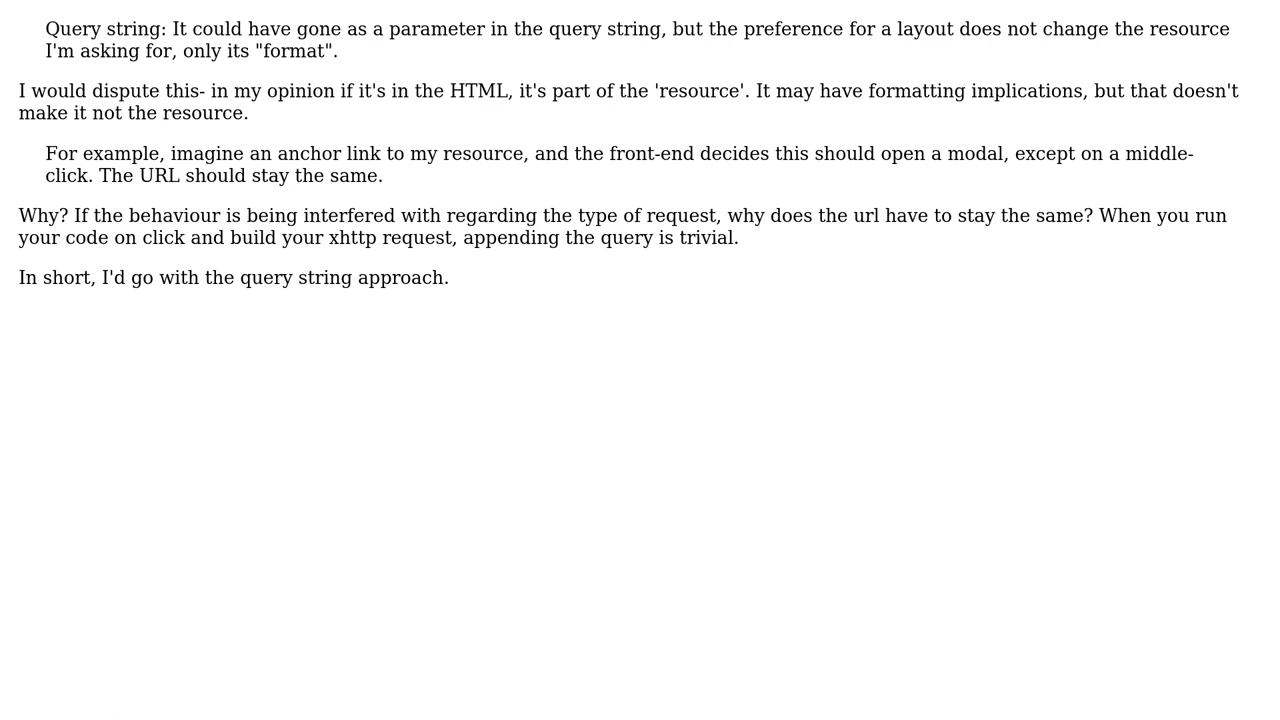 Query string: It could have gone as a parameter in the query string, but the preference for a layout does not change the resource
I'm asking for, only its "format".
I would dispute this- in my opinion if it's in the HTML, it's part of the 'resource'. It may have formatting implications, but that doesn't
make it not the resource.
For example, imagine an anchor link to my resource, and the front-end decides this should open a modal, except on a middle-
click. The URL should stay the same.
Why? If the behaviour is being interfered with regarding the type of request, why does the url have to stay the same? When you run
your code on click and build your xhttp request, appending the query is trivial.
In short, I'd go with the query string approach.